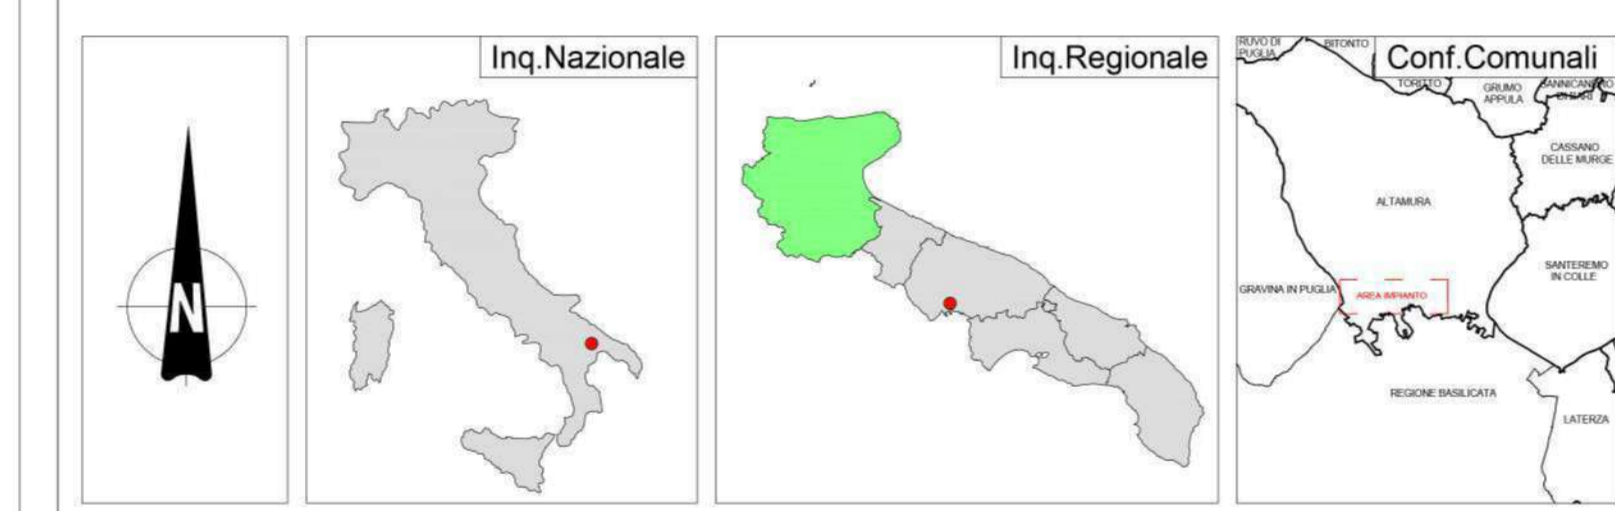 N
Inq.Nazionale
Inq.Regionale
Conf.Comunali
RUVO DI
PUGLIA
BITONTO
TORITTO
GRUMO
APPULA
CASSANO
DELLE MURGE
ALTAMURA
SANTEREMO
IN COLLE
GRAVINA IN PUGLIA
AREA IMPIANTO
REGIONE BASILICATA
LATERZA